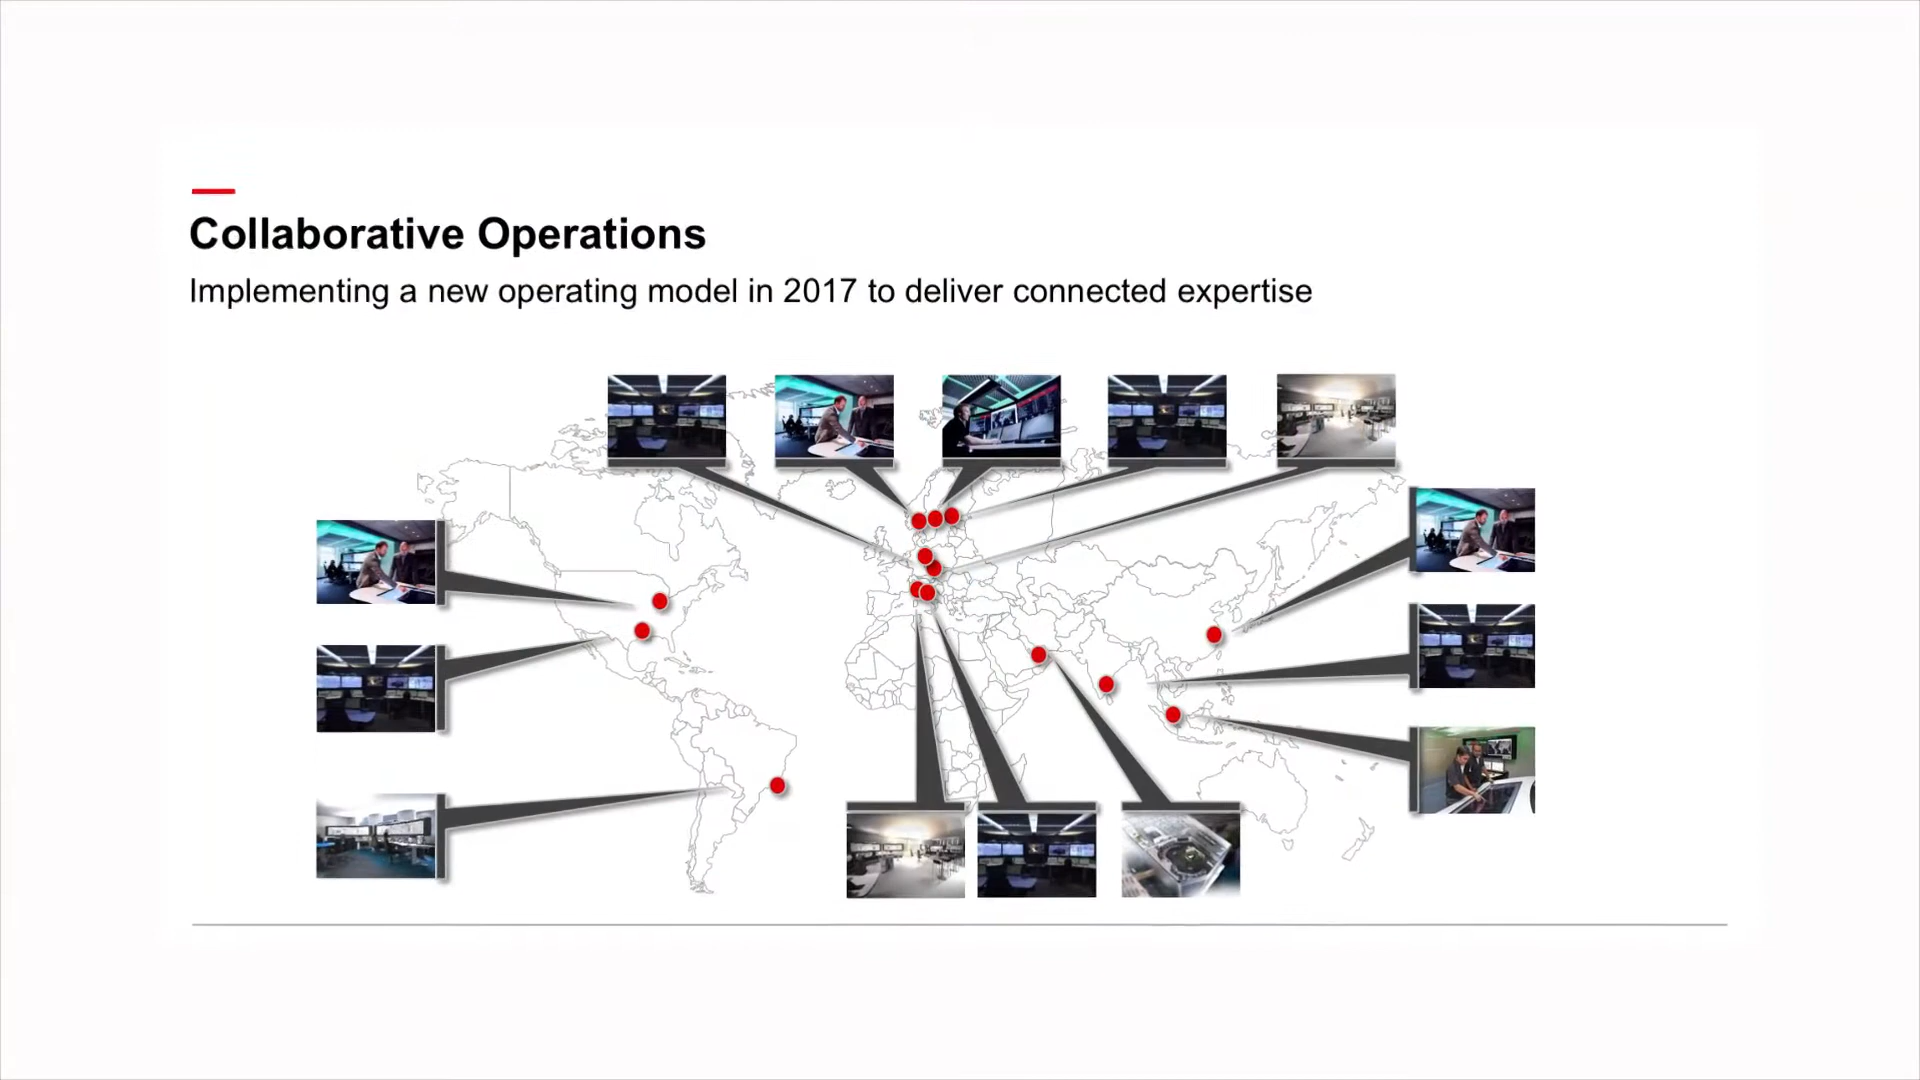 Collaborative Operations
Implementing a new operating model in 2017 to deliver connected expertise